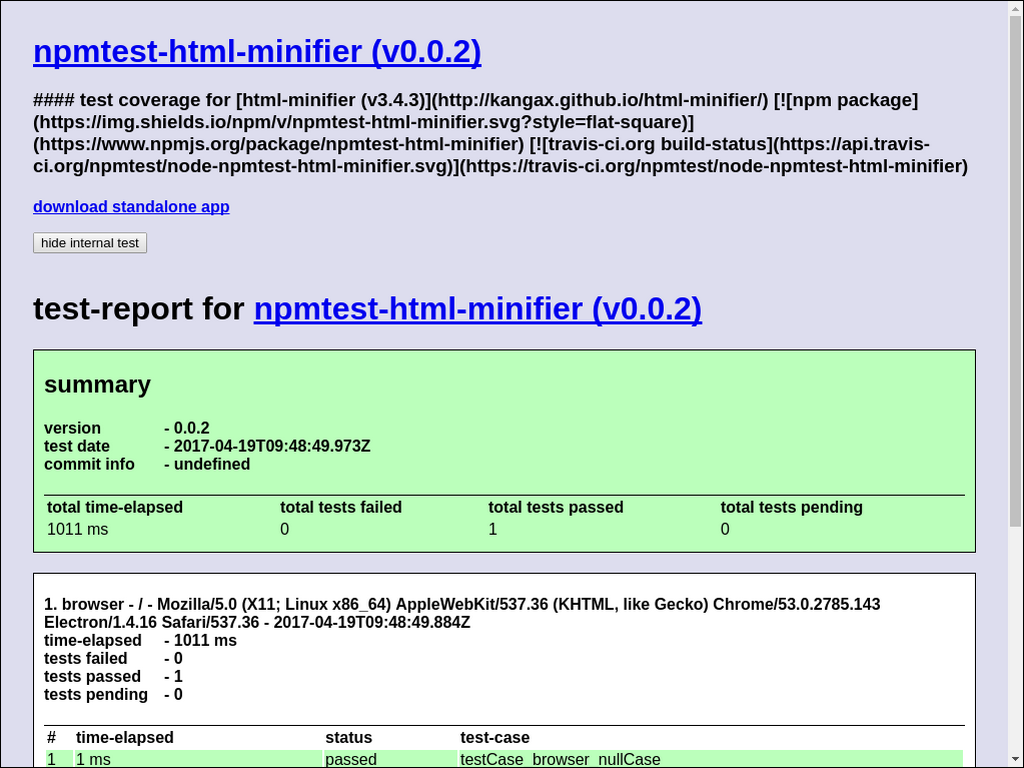 npmtest-html-minifier (v0.0.2)
#### test coverage for [html-minifier (v3.4.3)](http://kangax.github.io/html-minifier/) [![npm package]
(https://img.shields.io/npm/v/npmtest-html-minifier.svg?style=flat-square)]
(https://www.npmjs.org/package/npmtest-html-minifier) [![travis-ci.org build-status](https://api.travis-
ci.org/npmtest/node-npmtest-html-minifier.svg)](https://travis-ci.org/npmtest/node-npmtest-html-minifier)
download standalone app
hide internal test
test-report for npmtest-html-minifier (v0.0.2)
summary
version - 0.0.2
test date - 2017-04-19T09:48:49.973Z
commit info - undefined
total time-elapsed total tests failed total tests passed total tests pending
1011 ms 0 1 0
1. browser - / - Mozilla/5.0 (X11; Linux x86_64) AppleWebKit/537.36 (KHTML, like Gecko) Chrome/53.0.2785.143
Electron/1.4.16 Safari/537.36 - 2017-04-19T09:48:49.884Z
time-elapsed - 1011 ms
tests failed - 0
tests passed - 1
tests pending - 0
# time-elapsed status test-case
1 1 ms passed testCase_browser_nullCase